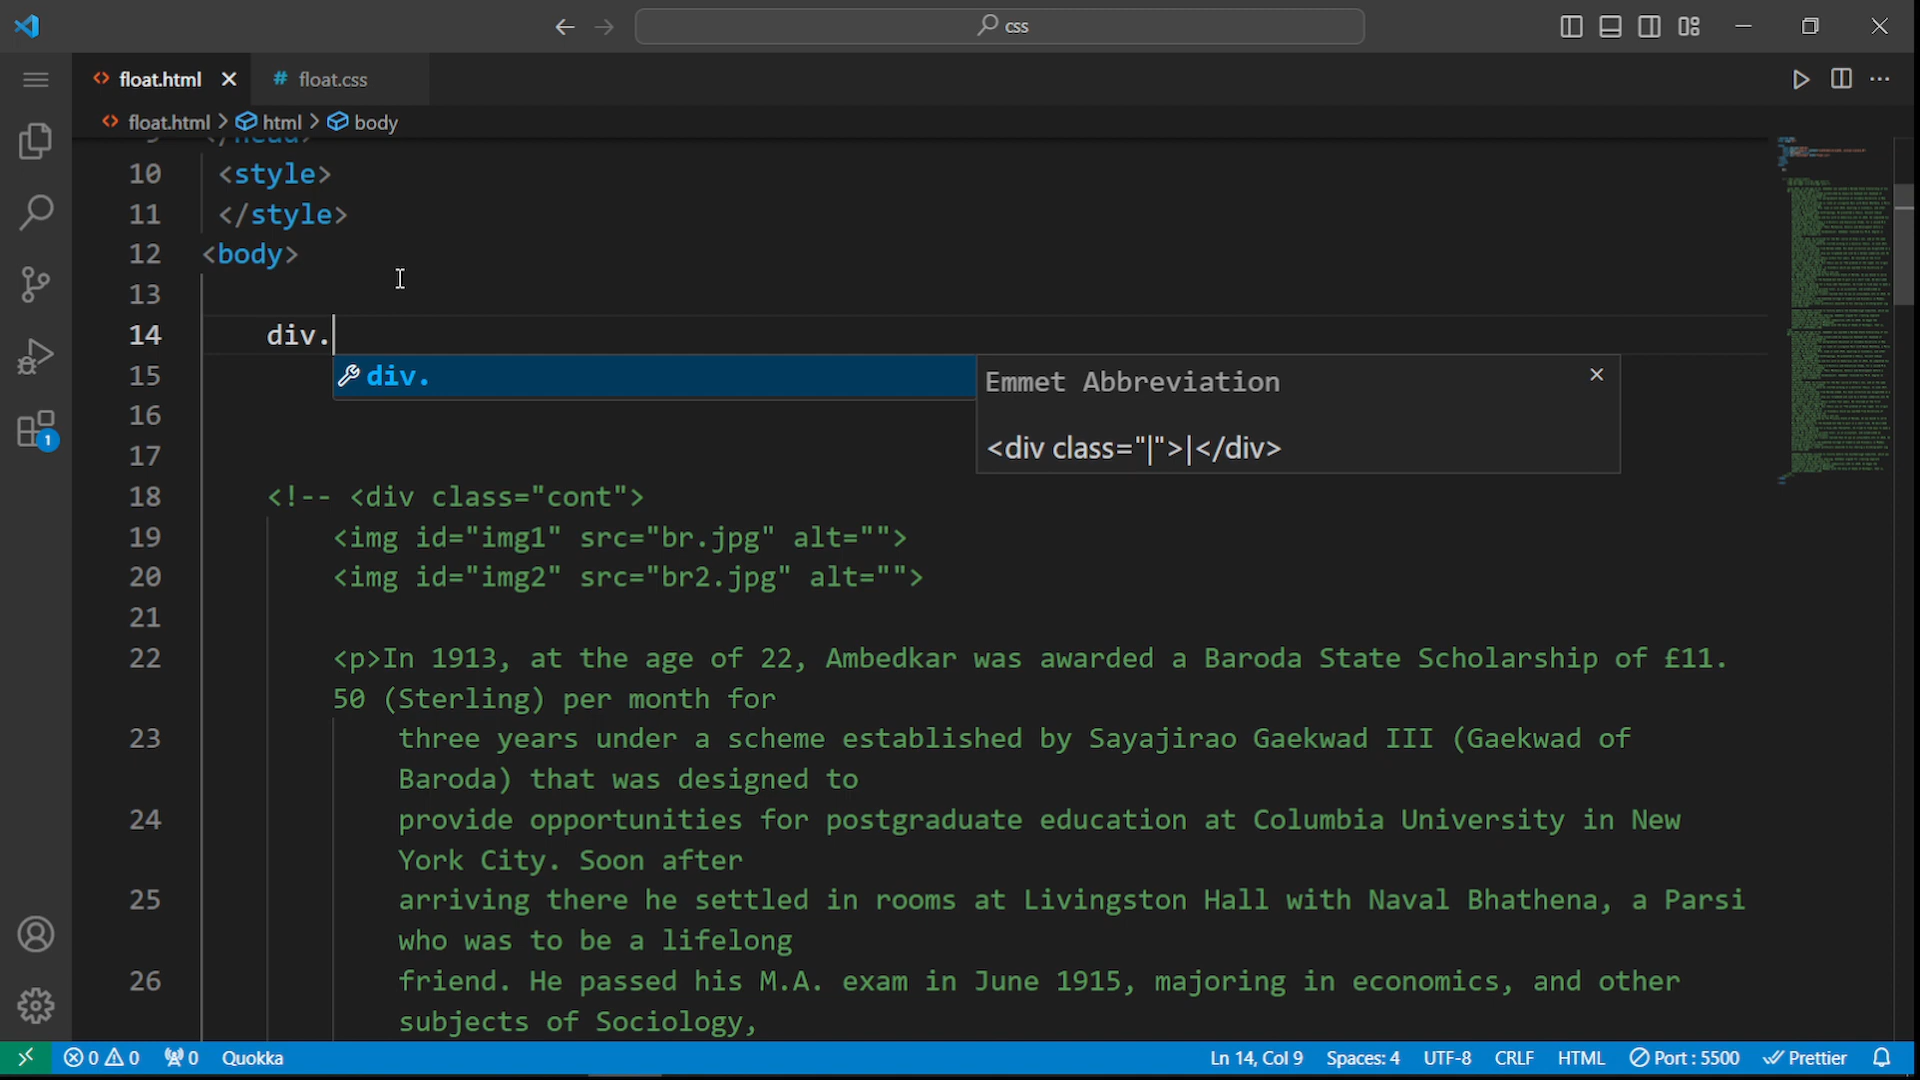 css
float.html
# float.css
float.html > html > body
9 </head>
10 <style>
11 </style>
12 <body>
13
14 div.
15
16
17
div.
Emmet Abbreviation
<div class="|">|</div>
18 <!-- <div class="cont">
19 <img id="img1" src="br.jpg" alt="">
20 <img id="img2" src="br2.jpg" alt="">
21
22 <p>In 1913, at the age of 22, Ambedkar was awarded a Baroda State Scholarship of £11.
50 (Sterling) per month for
23 three years under a scheme established by Sayajirao Gaekwad III (Gaekwad of
Baroda) that was designed to
24 provide opportunities for postgraduate education at Columbia University in New
York City. Soon after
25 arriving there he settled in rooms at Livingston Hall with Naval Bhathena, a Parsi
who was to be a lifelong
26 friend. He passed his M.A. exam in June 1915, majoring in economics, and other
subjects of Sociology,
1
0 0 0 Quokka Ln 14, Col 9 Spaces: 4 UTF-8 CRLF HTML Port : 5500 Prettier